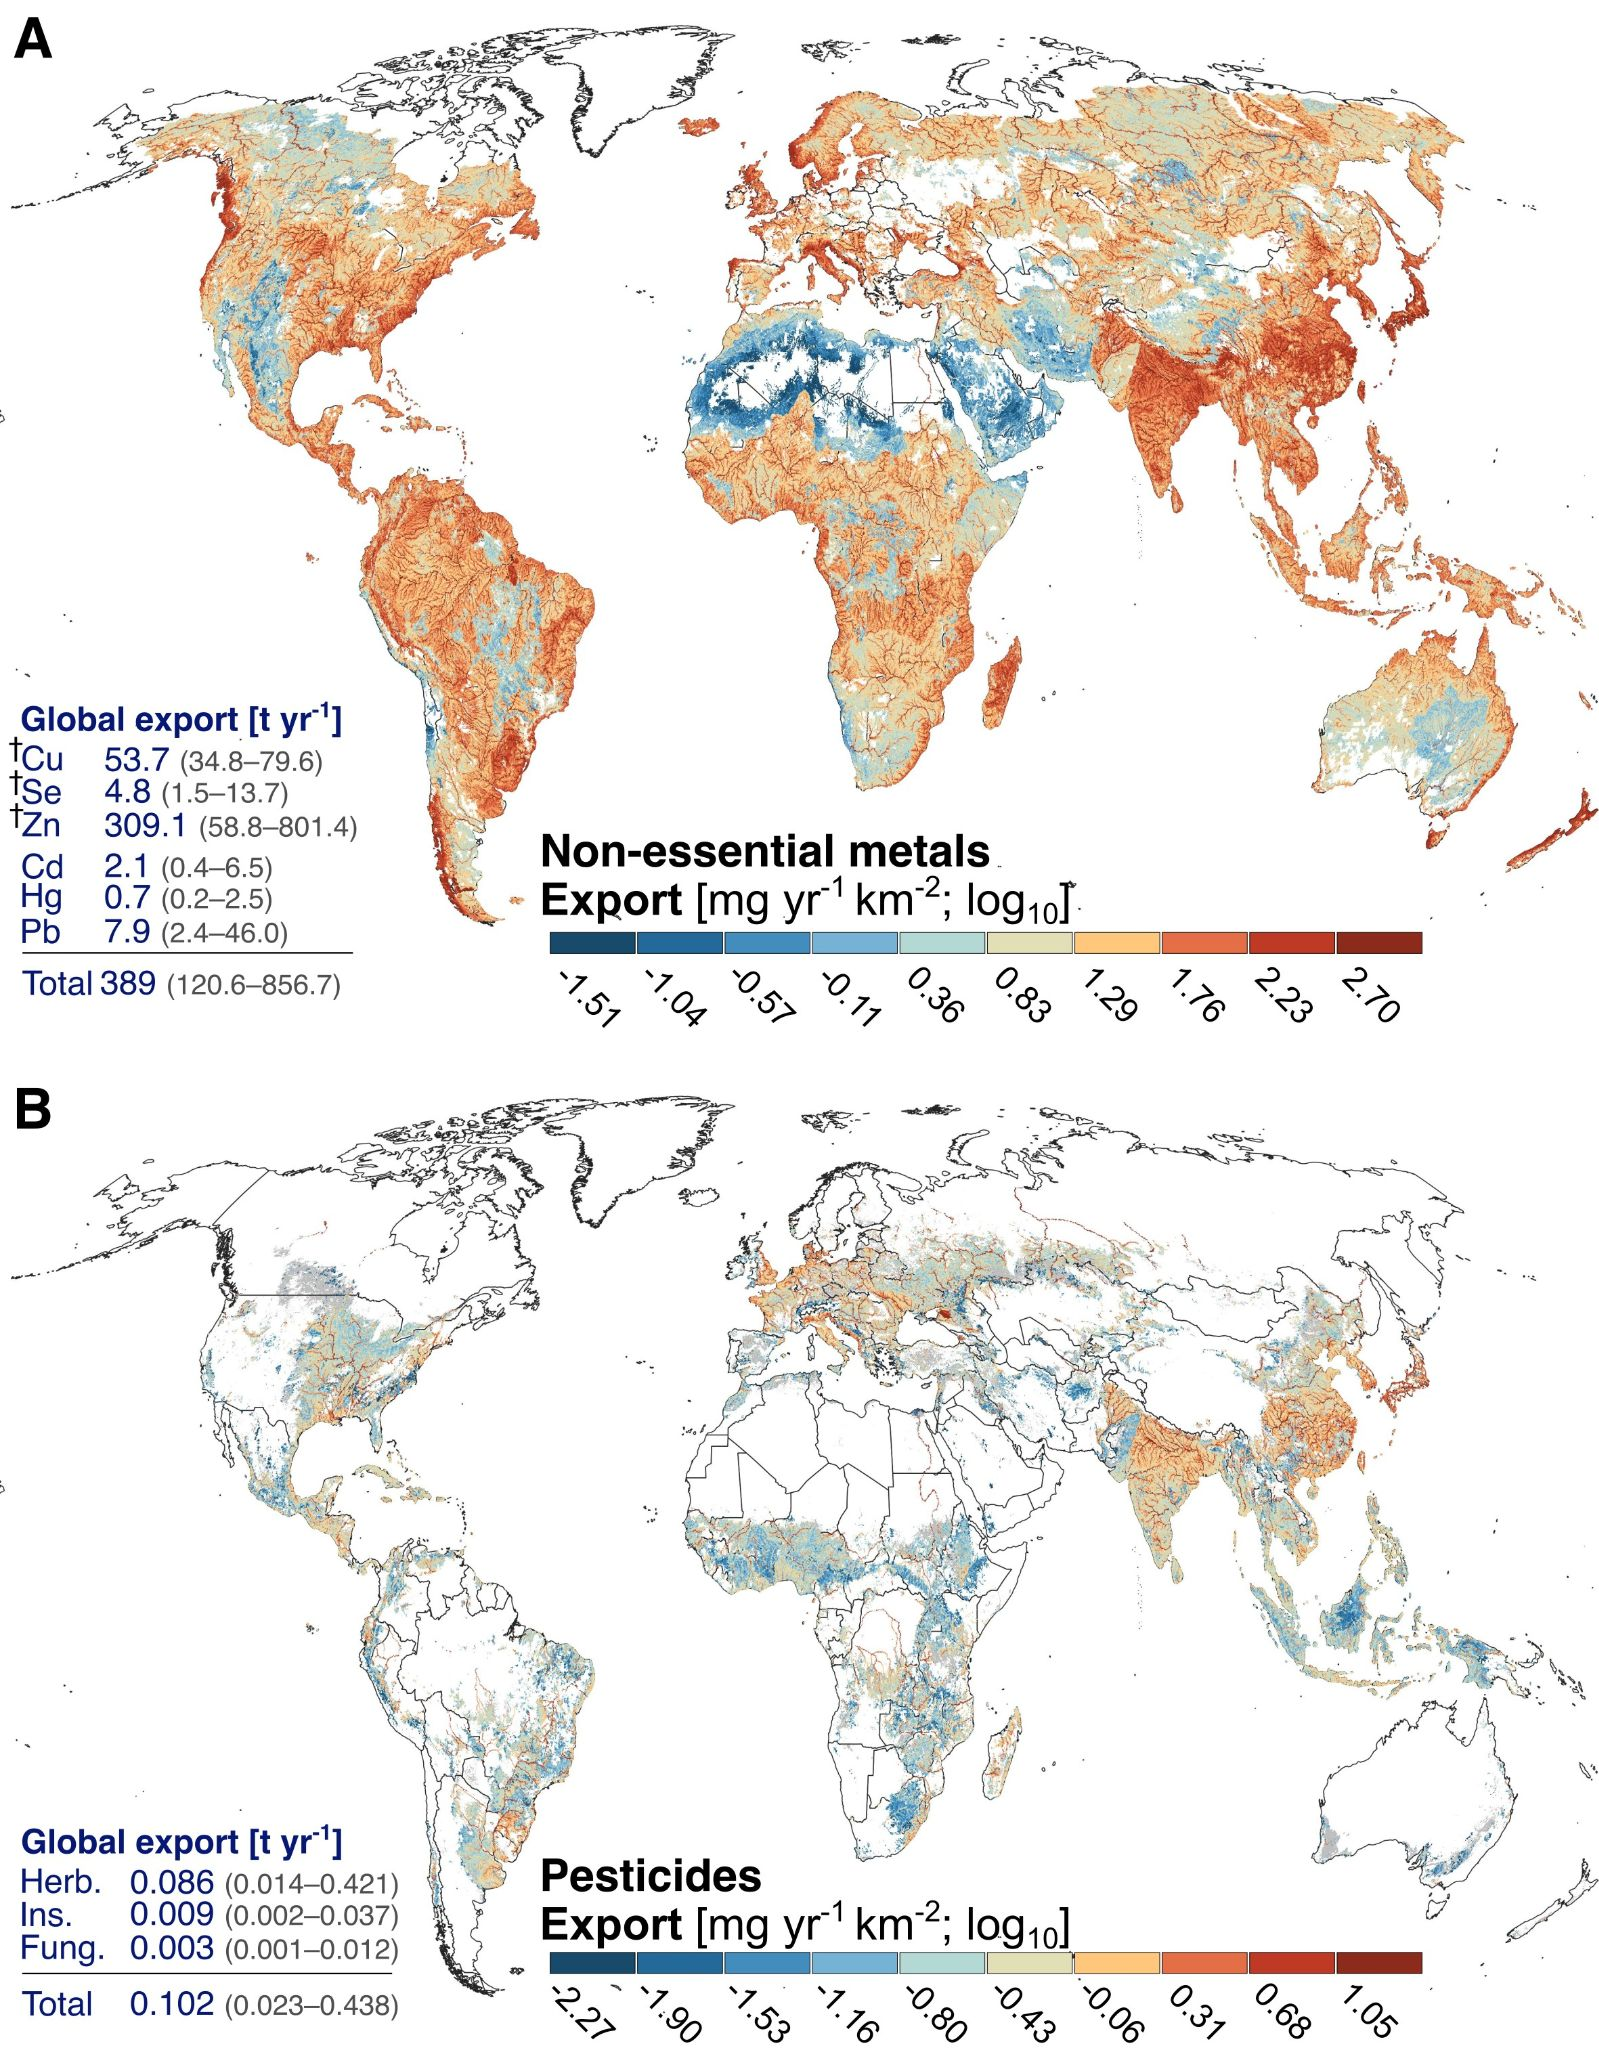 A
Global export [t yr-1]
†Cu 53.7 (34.8–79.6)
†Se 4.8 (1.5–13.7)
†Zn 309.1 (58.8–801.4)
Cd 2.1 (0.4–6.5)
Hg 0.7 (0.2–2.5)
Pb 7.9 (2.4–46.0)
Total 389 (120.6–856.7)
Non-essential metals
Export [mg yr-1 km-2; log10]
-1.51 -1.04 -0.57 -0.11 0.36 0.83 1.29 1.76 2.23 2.70
B
Global export [t yr-1]
Herb. 0.086 (0.014–0.421)
Ins. 0.009 (0.002–0.037)
Fung. 0.003 (0.001–0.012)
Total 0.102 (0.023–0.438)
Pesticides
Export [mg yr-1 km-2; log10]
-2.27 -1.90 -1.53 -1.16 -0.80 -0.43 -0.06 0.31 0.68 1.05